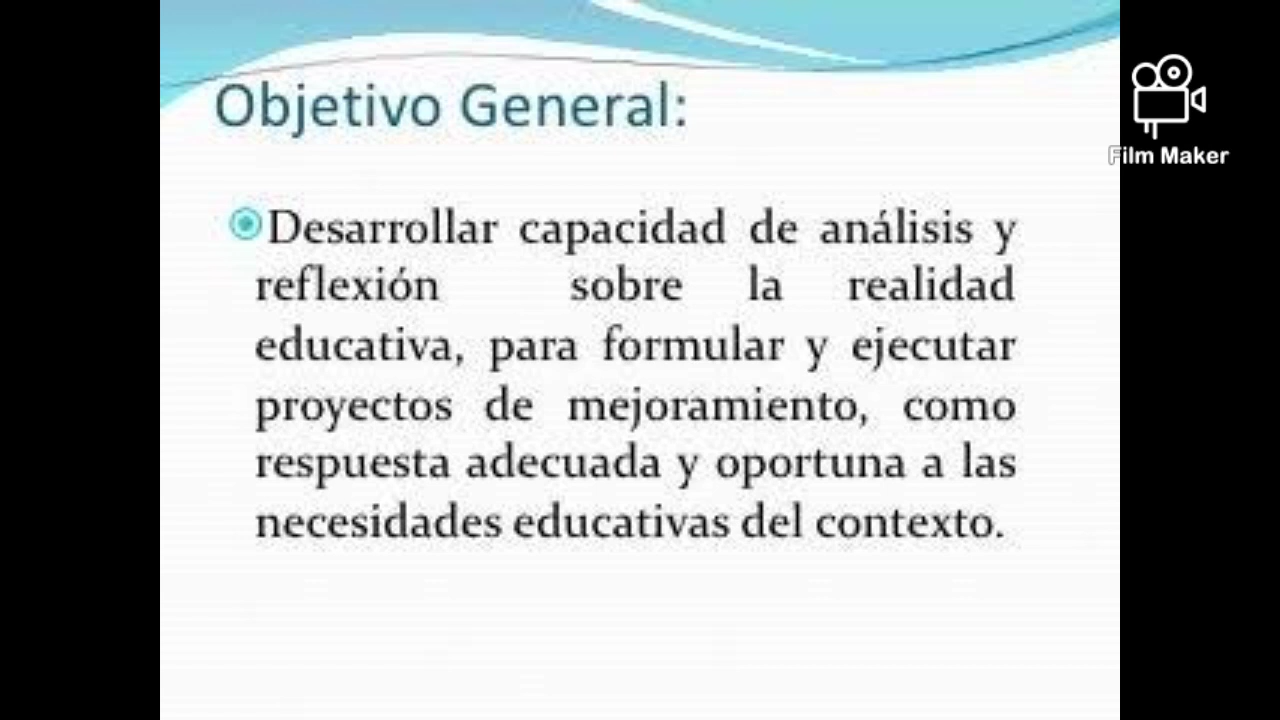 Objetivo General:
Film Maker
Desarrollar capacidad de análisis y
reflexión sobre la realidad
educativa, para formular y ejecutar
proyectos de mejoramiento, como
respuesta adecuada y oportuna a las
necesidades educativas del contexto.